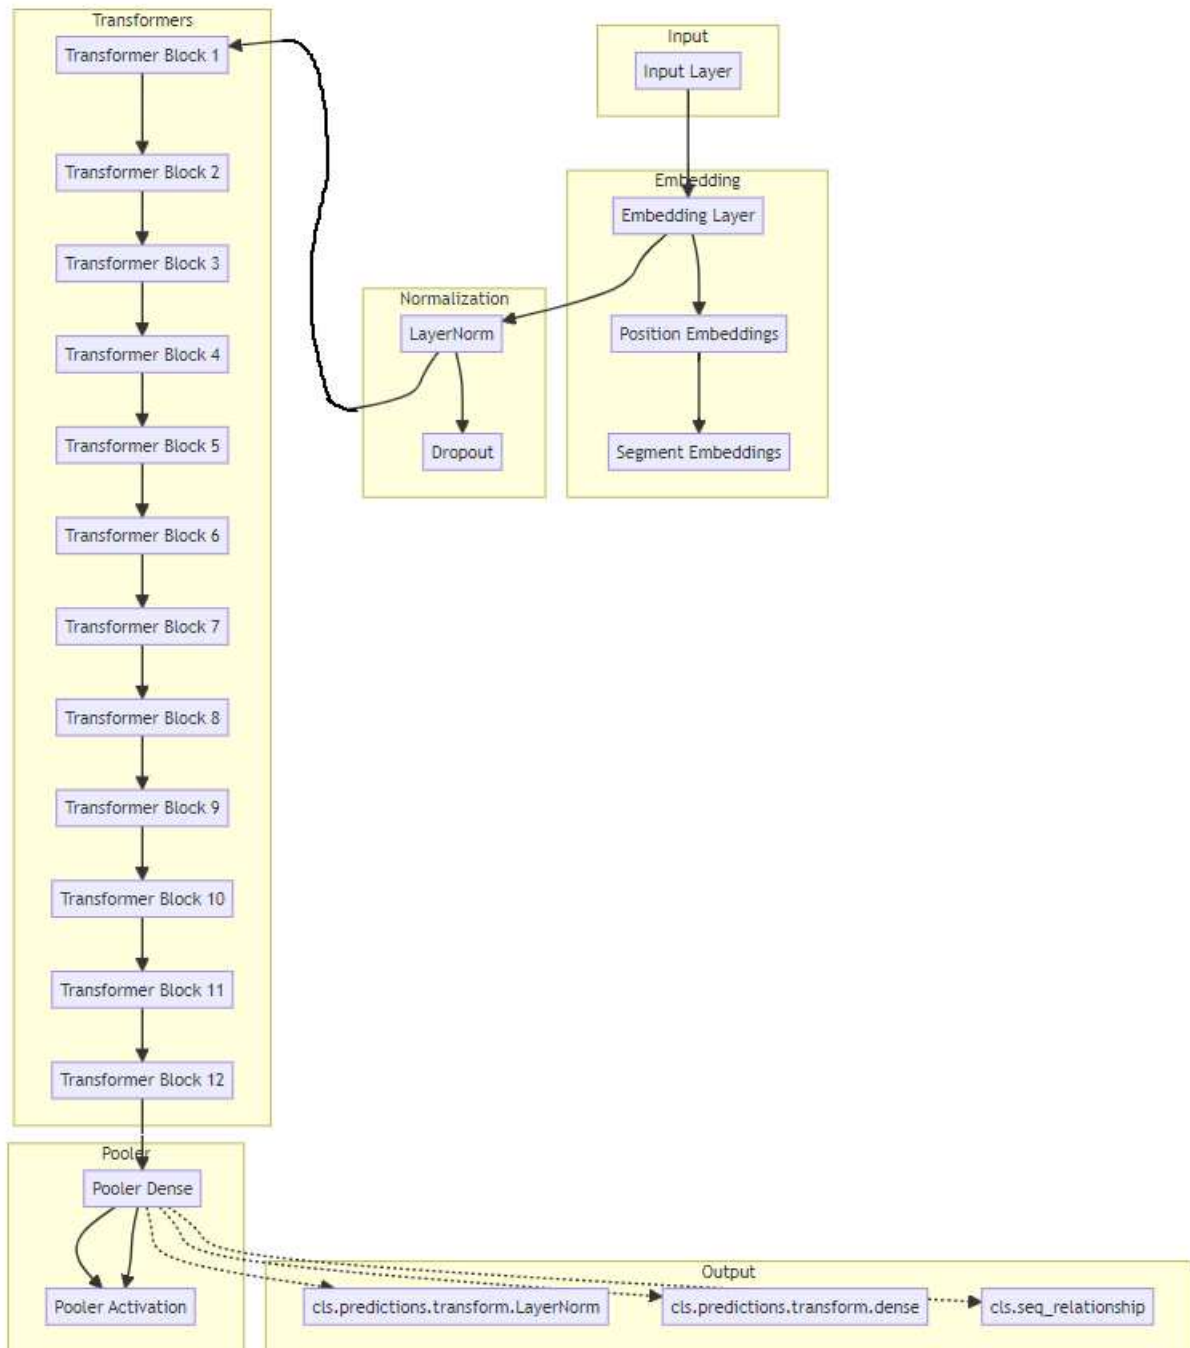 Transformers
Transformer Block 1
Transformer Block 2
Transformer Block 3
Transformer Block 4
Transformer Block 5
Transformer Block 6
Transformer Block 7
Transformer Block 8
Transformer Block 9
Transformer Block 10
Transformer Block 11
Transformer Block 12
Input
Input Layer
Embedding
Embedding Layer
Position Embeddings
Segment Embeddings
Normalization
LayerNorm
Dropout
Pooler
Pooler Dense
Pooler Activation
Output
cls.predictions.transform.LayerNorm
cls.predictions.transform.dense
cls.seq_relationship